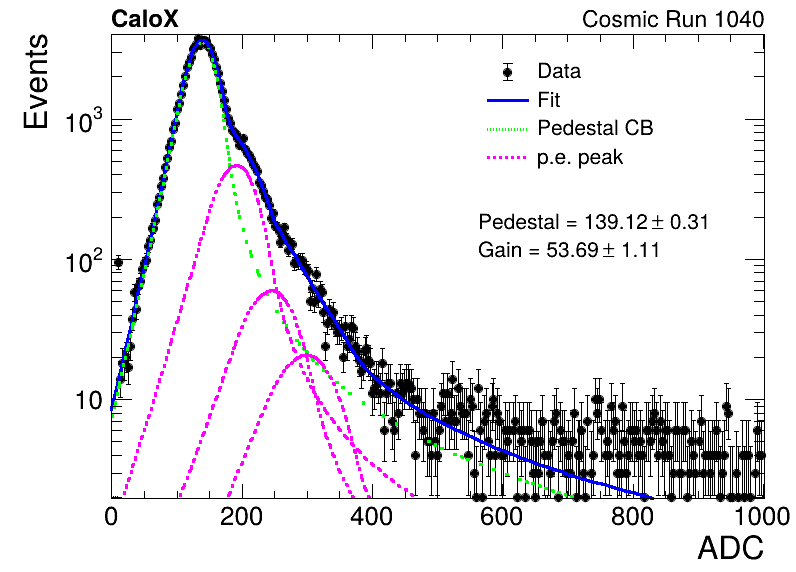 CaloX Cosmic Run 1040
Events
Data
Fit
Pedestal CB
p.e. peak
Pedestal = 139.12 ± 0.31
Gain = 53.69 ± 1.11
10³
10²
10
0 200 400 600 800 1000
ADC